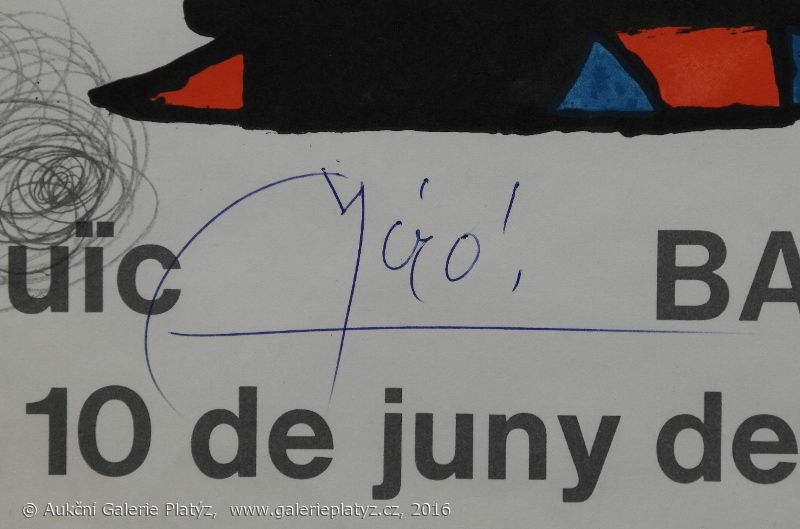 Miró!
uïc BA
10 de juny de
© Aukční Galerie Platýz, www.galerieplatyz.cz, 2016